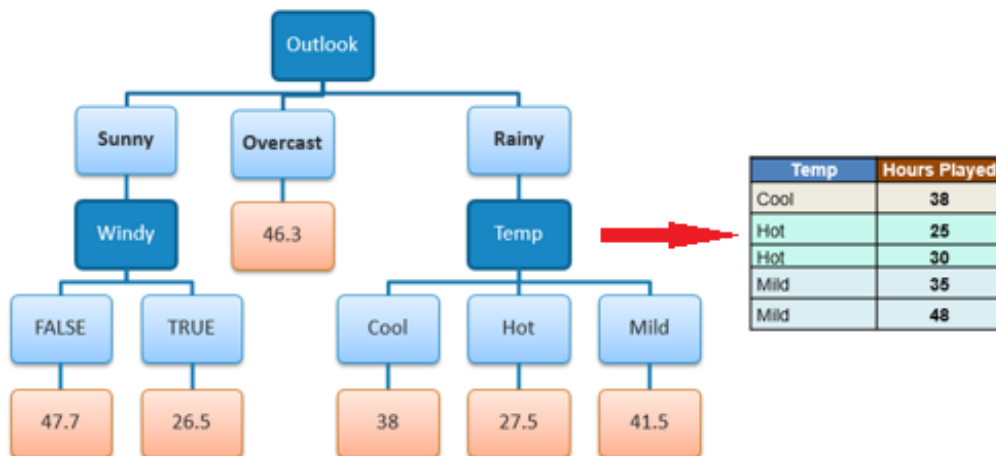 Outlook
Sunny Overcast Rainy
Windy 46.3 Temp
FALSE TRUE Cool Hot Mild
47.7 26.5 38 27.5 41.5
Temp Hours Played
Cool 38
Hot 25
Hot 30
Mild 35
Mild 48